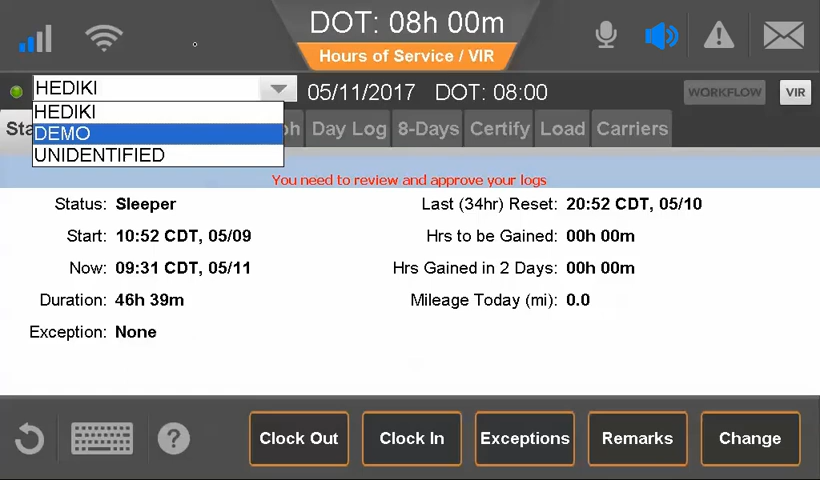 DOT: 08h 00m
Hours of Service / VIR
HEDIKI 05/11/2017 DOT: 08:00 WORKFLOW VIR
HEDIKI
DEMO
UNIDENTIFIED
Day Log 8-Days Certify Load Carriers
You need to review and approve your logs
Status: Sleeper Last (34hr) Reset: 20:52 CDT, 05/10
Start: 10:52 CDT, 05/09 Hrs to be Gained: 00h 00m
Now: 09:31 CDT, 05/11 Hrs Gained in 2 Days: 00h 00m
Duration: 46h 39m Mileage Today (mi): 0.0
Exception: None
? Clock Out Clock In Exceptions Remarks Change